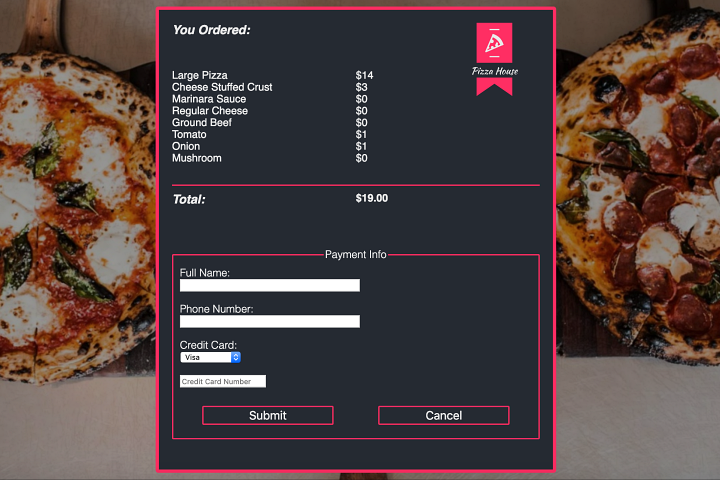 You Ordered:
Pizza House
Large Pizza $14
Cheese Stuffed Crust $3
Marinara Sauce $0
Regular Cheese $0
Ground Beef $0
Tomato $1
Onion $1
Mushroom $0
Total: $19.00
Payment Info
Full Name:
Phone Number:
Credit Card:
Visa
Credit Card Number
Submit Cancel